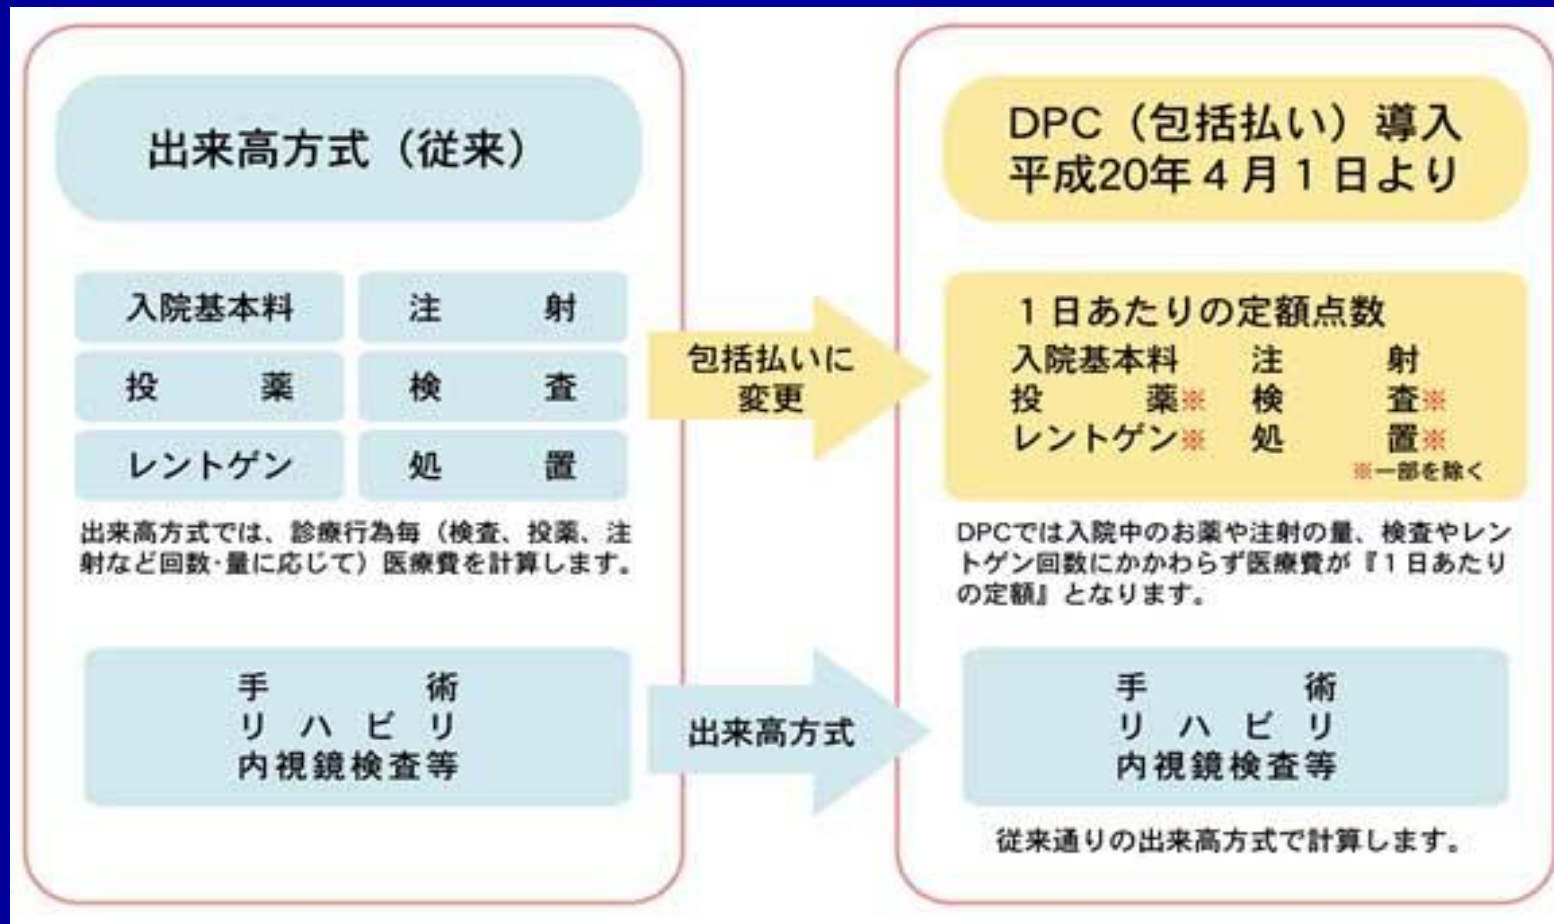 出来高方式（従来）
入院基本料
注　　　射
投　　　薬
検　　　査
レントゲン
処　　　置
出来高方式では、診療行為毎（検査、投薬、注
射など回数･量に応じて）医療費を計算します。
手　　　　　術
リ　ハ　ビ　リ
内視鏡検査等
包括払いに
変更
出来高方式
DPC（包括払い）導入
平成20年４月１日より
１日あたりの定額点数
入院基本料　注　　　射
投　　　薬※　検　　　査※
レントゲン※　処　　　置※
※一部を除く
DPCでは入院中のお薬や注射の量、検査やレン
トゲン回数にかかわらず医療費が『１日あたり
の定額』となります。
手　　　　　術
リ　ハ　ビ　リ
内視鏡検査等
従来通りの出来高方式で計算します。